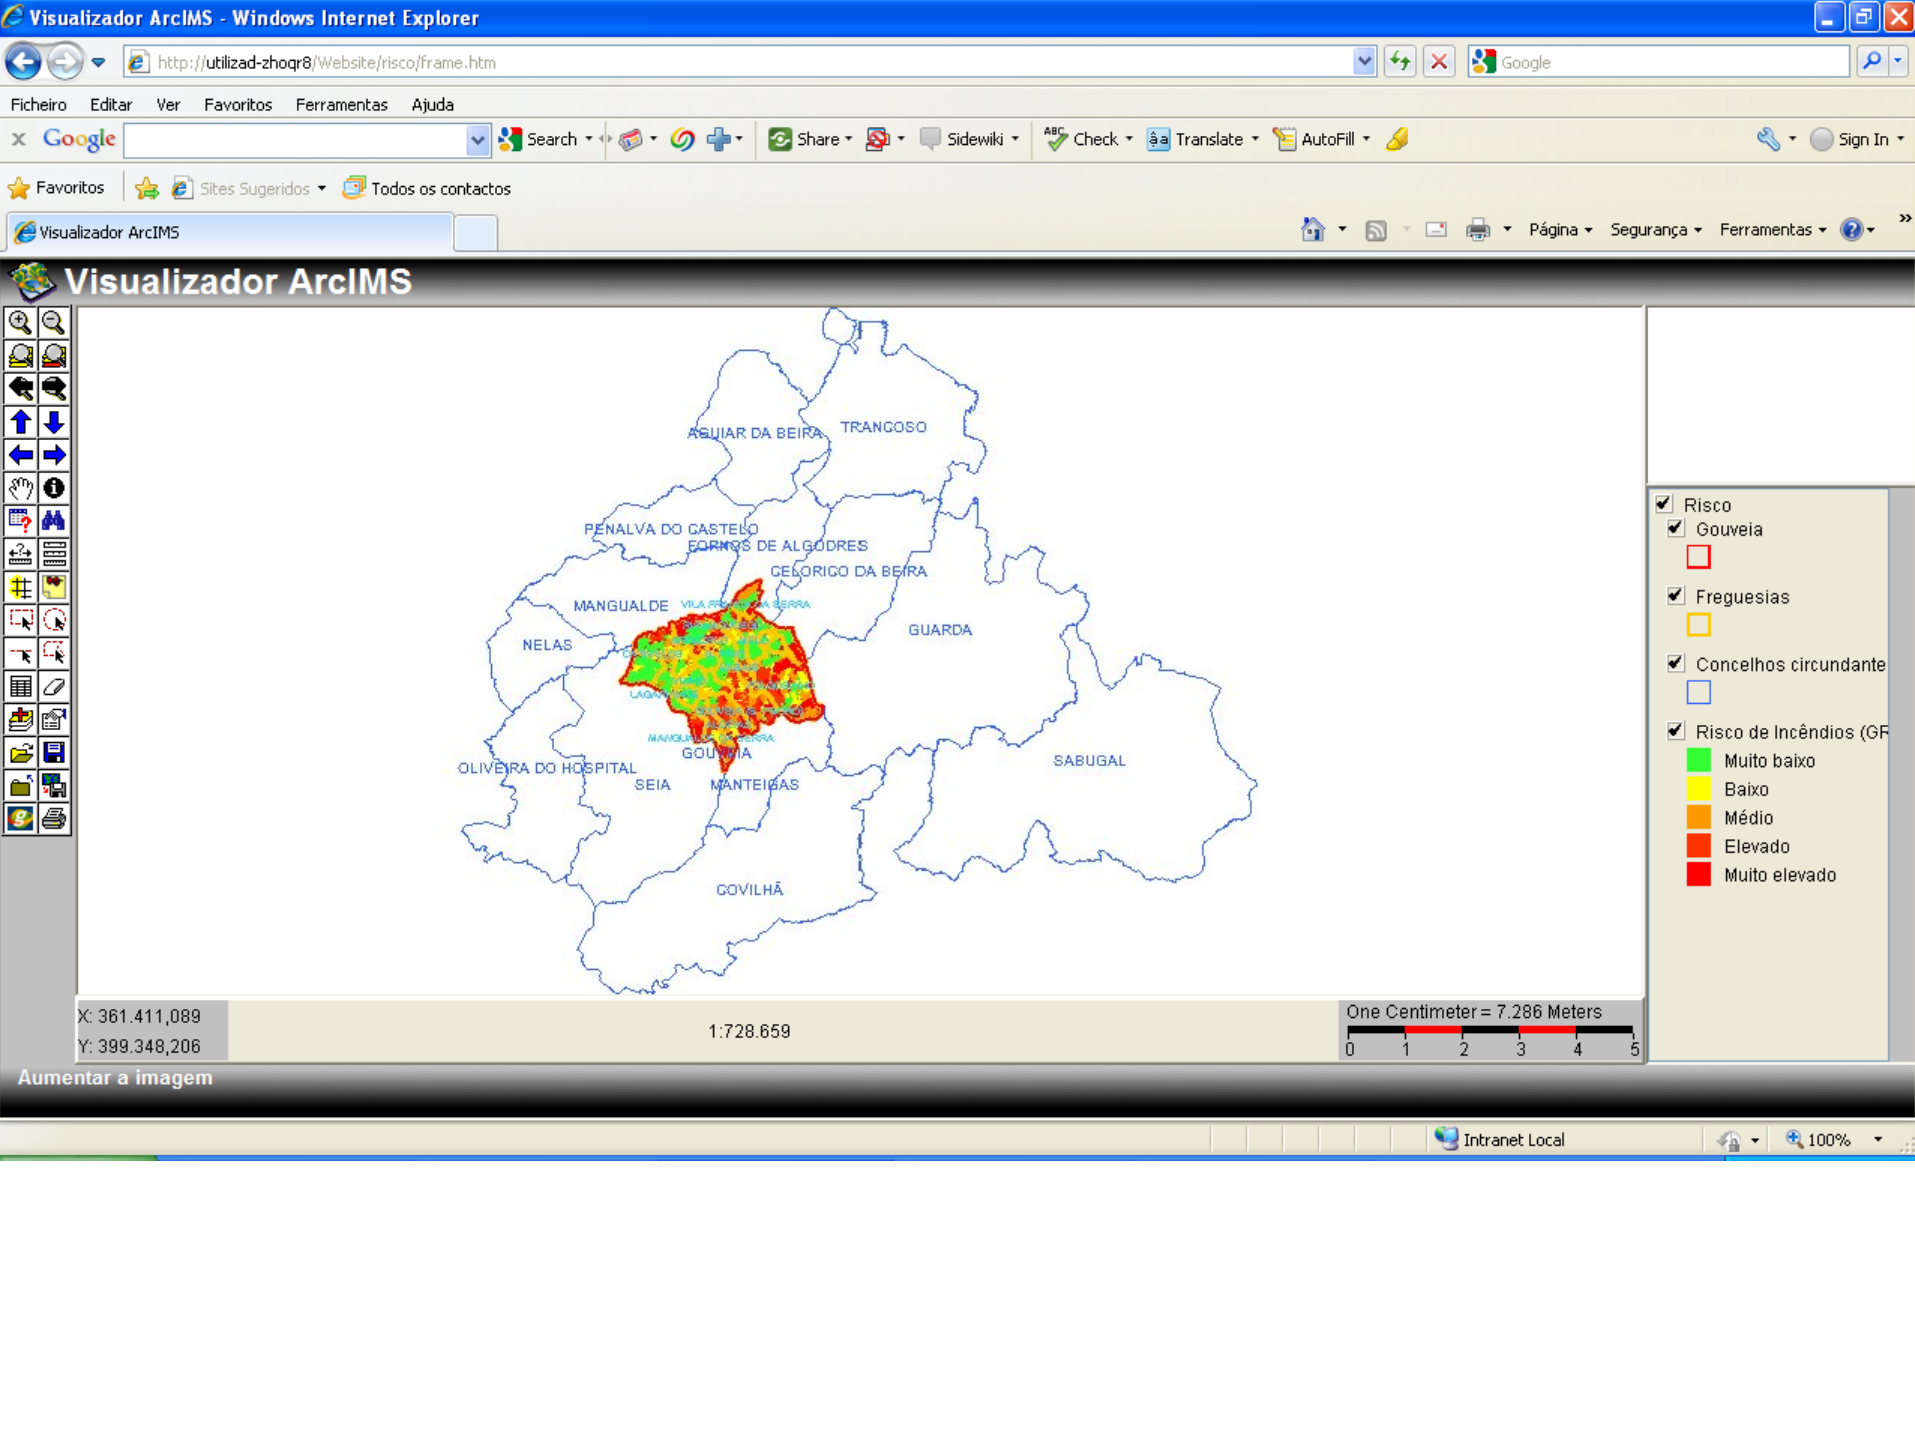 Visualizador ArcIMS - Windows Internet Explorer
http://utilizad-zhoqr8/Website/risco/frame.htm
Google
Ficheiro Editar Ver Favoritos Ferramentas Ajuda
x Google Search Share Sidewiki ABC Check âa Translate AutoFill Sign In
Favoritos Sites Sugeridos Todos os contactos
Visualizador ArcIMS
Página Segurança Ferramentas »
Visualizador ArcIMS
TRANCOSO
AGUIAR DA BEIRA
PENALVA DO CASTELO
FORNOS DE ALGODRES
CELORICO DA BEIRA
MANGUALDE
GUARDA
NELAS
GOUVEIA
SABUGAL
OLIVEIRA DO HOSPITAL
SEIA
MANTEIGAS
COVILHÃ
Risco
Gouveia
Freguesias
Concelhos circundante
Risco de Incêndios (GR
Muito baixo
Baixo
Médio
Elevado
Muito elevado
X: 361.411,089
Y: 399.348,206
1:728.659
One Centimeter = 7.286 Meters
0 1 2 3 4 5
Aumentar a imagem
Intranet Local
100%